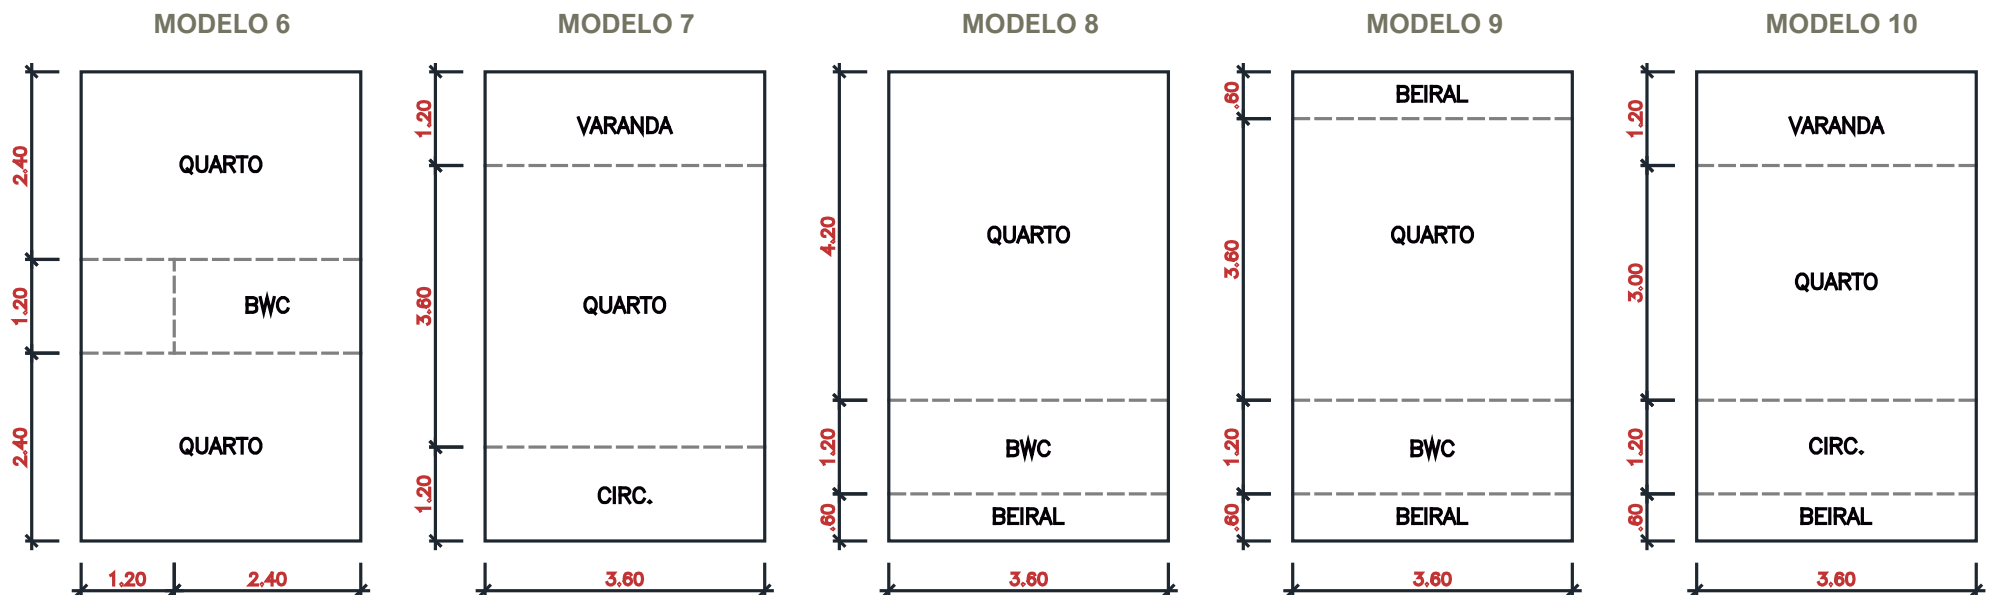 MODELO 6
2.40
QUARTO
1.20
BWC
2.40
QUARTO
1.20
2.40
MODELO 7
1.20
VARANDA
3.60
QUARTO
1.20
CIRC.
3.60
MODELO 8
4.20
QUARTO
1.20
BWC
.60
BEIRAL
3.60
MODELO 9
.60
BEIRAL
3.60
QUARTO
1.20
BWC
.60
BEIRAL
3.60
MODELO 10
1.20
VARANDA
3.00
QUARTO
1.20
CIRC.
.60
BEIRAL
3.60